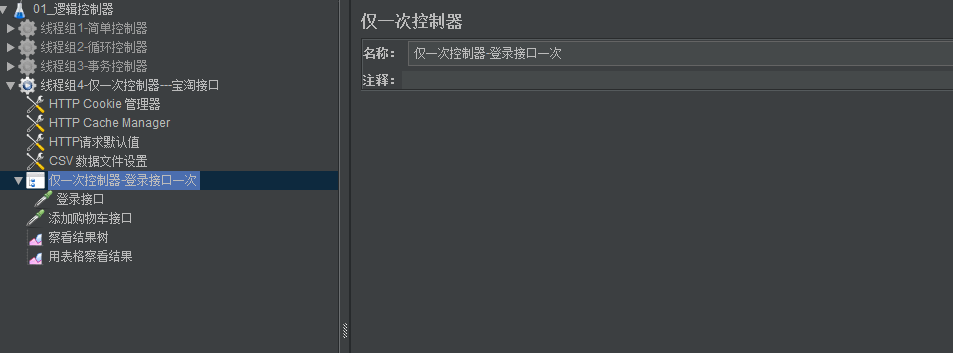 01_逻辑控制器
线程组1-简单控制器
线程组2-循环控制器
线程组3-事务控制器
线程组4-仅一次控制器---宝淘接口
HTTP Cookie 管理器
HTTP Cache Manager
HTTP请求默认值
CSV 数据文件设置
仅一次控制器-登录接口一次
登录接口
添加购物车接口
察看结果树
用表格察看结果
仅一次控制器
名称： 仅一次控制器-登录接口一次
注释：